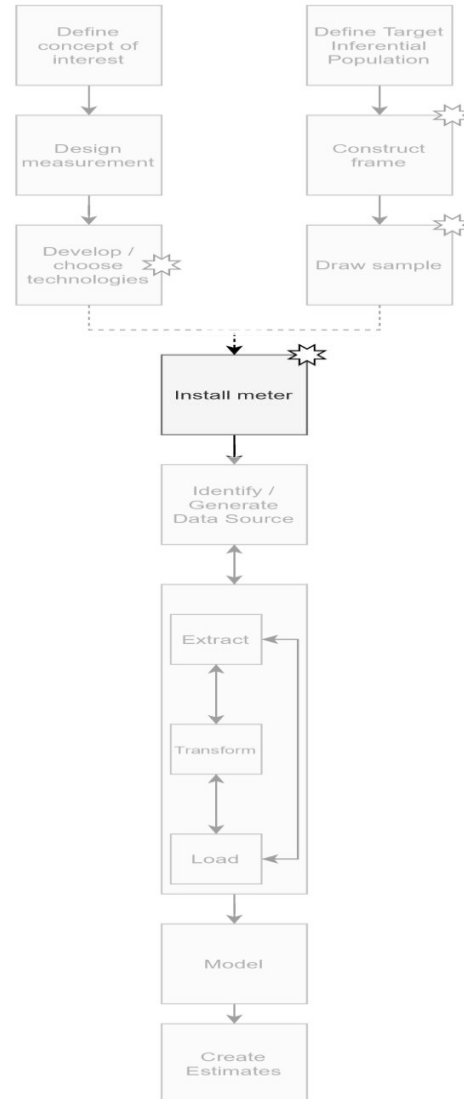 Define
concept of
interest
Define Target
Inferential
Population
Design
measurement
Construct
frame
Develop /
choose
technologies
Draw sample
Install meter
Identify /
Generate
Data Source
Extract
Transform
Load
Model
Create
Estimates